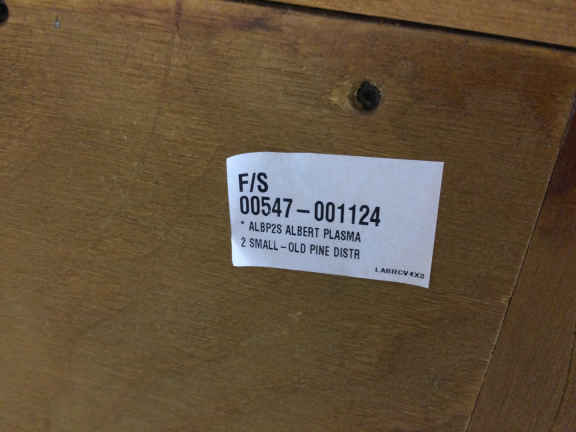 F/S
00547-001124
* ALBP2S ALBERT PLASMA
2 SMALL-OLD PINE DISTR
LABRCV4X2